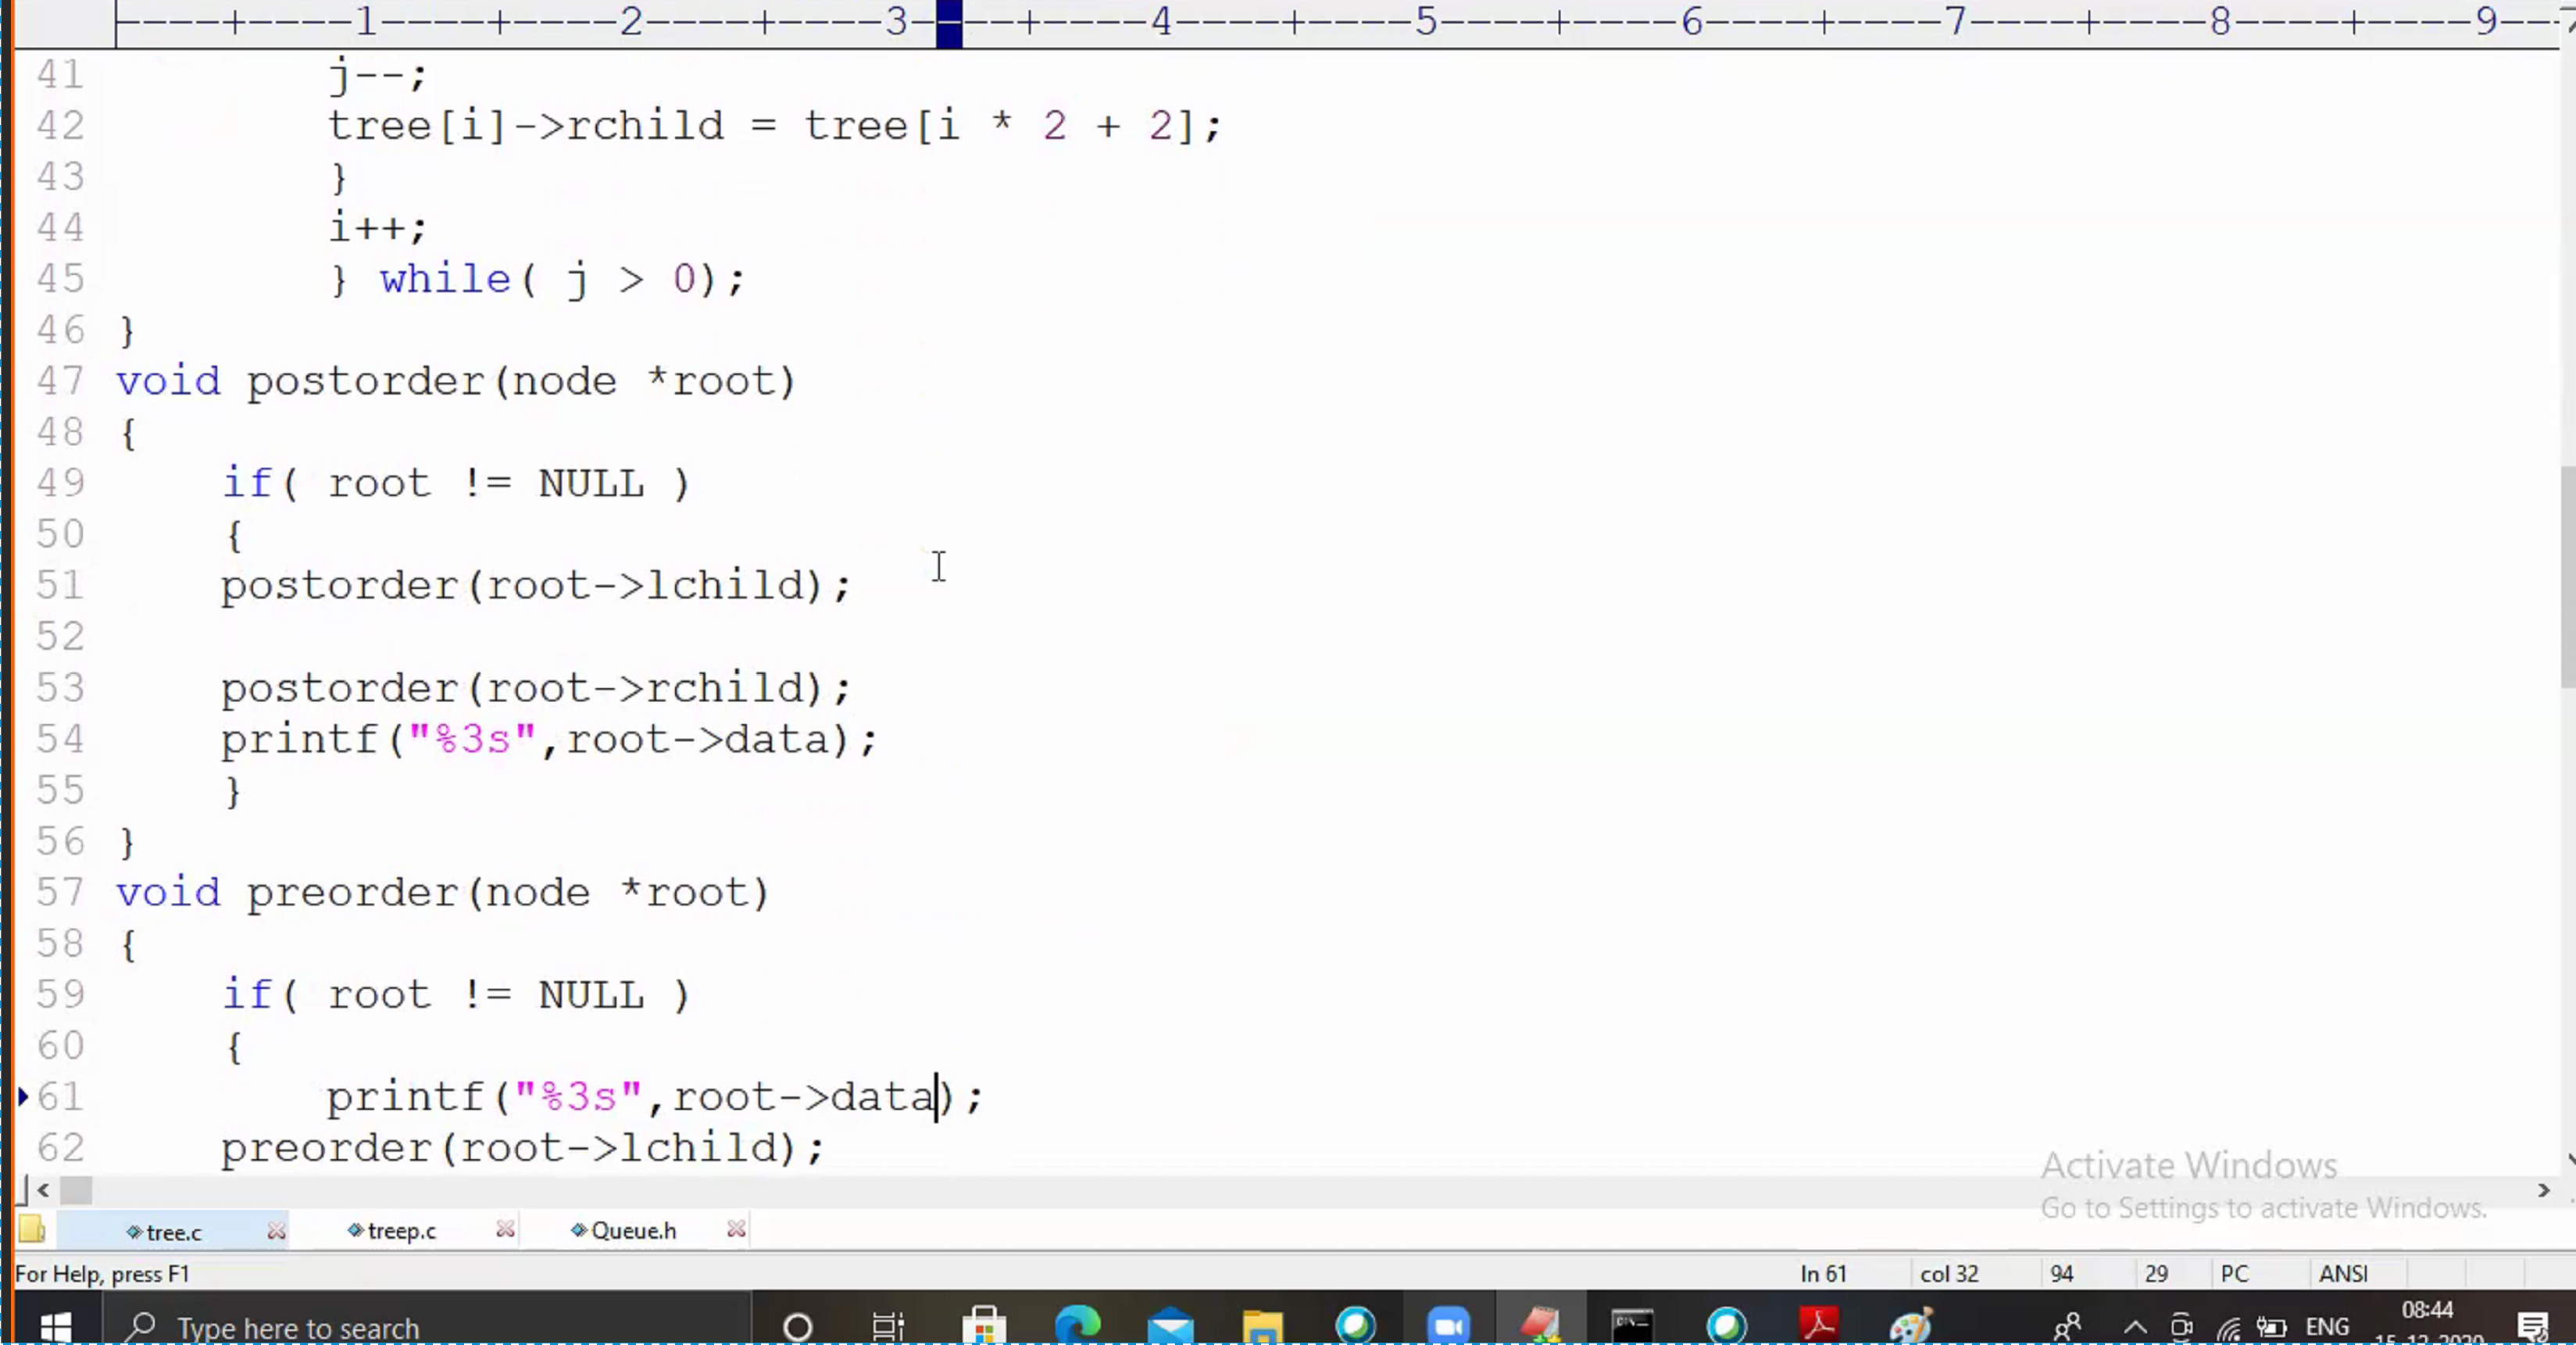 ----+----1----+----2----+----3----+----4----+----5----+----6----+----7----+----8----+----9--
41 j--;
42 tree[i]->rchild = tree[i * 2 + 2];
43 }
44 i++;
45 } while( j > 0);
46 }
47 void postorder(node *root)
48 {
49 if( root != NULL )
50 {
51 postorder(root->lchild);
52
53 postorder(root->rchild);
54 printf("%3s",root->data);
55 }
56 }
57 void preorder(node *root)
58 {
59 if( root != NULL )
60 {
61 printf("%3s",root->data);
62 preorder(root->lchild);
Activate Windows
Go to Settings to activate Windows.
tree.c treep.c Queue.h
For Help, press F1 ln 61 col 32 94 29 PC ANSI
Type here to search ENG 08:44
15-12-2020